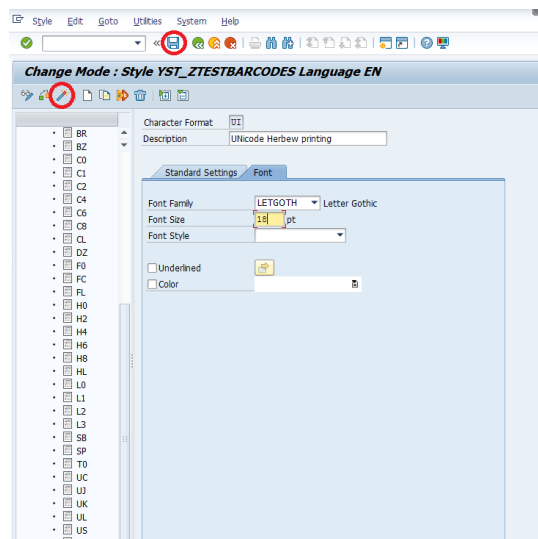 Style Edit Goto Utilities System Help
Change Mode : Style YST_ZTESTBARCODES Language EN
Character Format UI
Description UNicode Herbew printing
Standard Settings Font
Font Family LETGOTH Letter Gothic
Font Size 18 pt
Font Style
Underlined
Color
BR
BZ
C0
C1
C2
C4
C6
C8
CL
DZ
F0
FC
FL
H0
H2
H4
H6
H8
HL
L0
L1
L2
L3
SB
SP
T0
UC
UJ
UK
UL
US